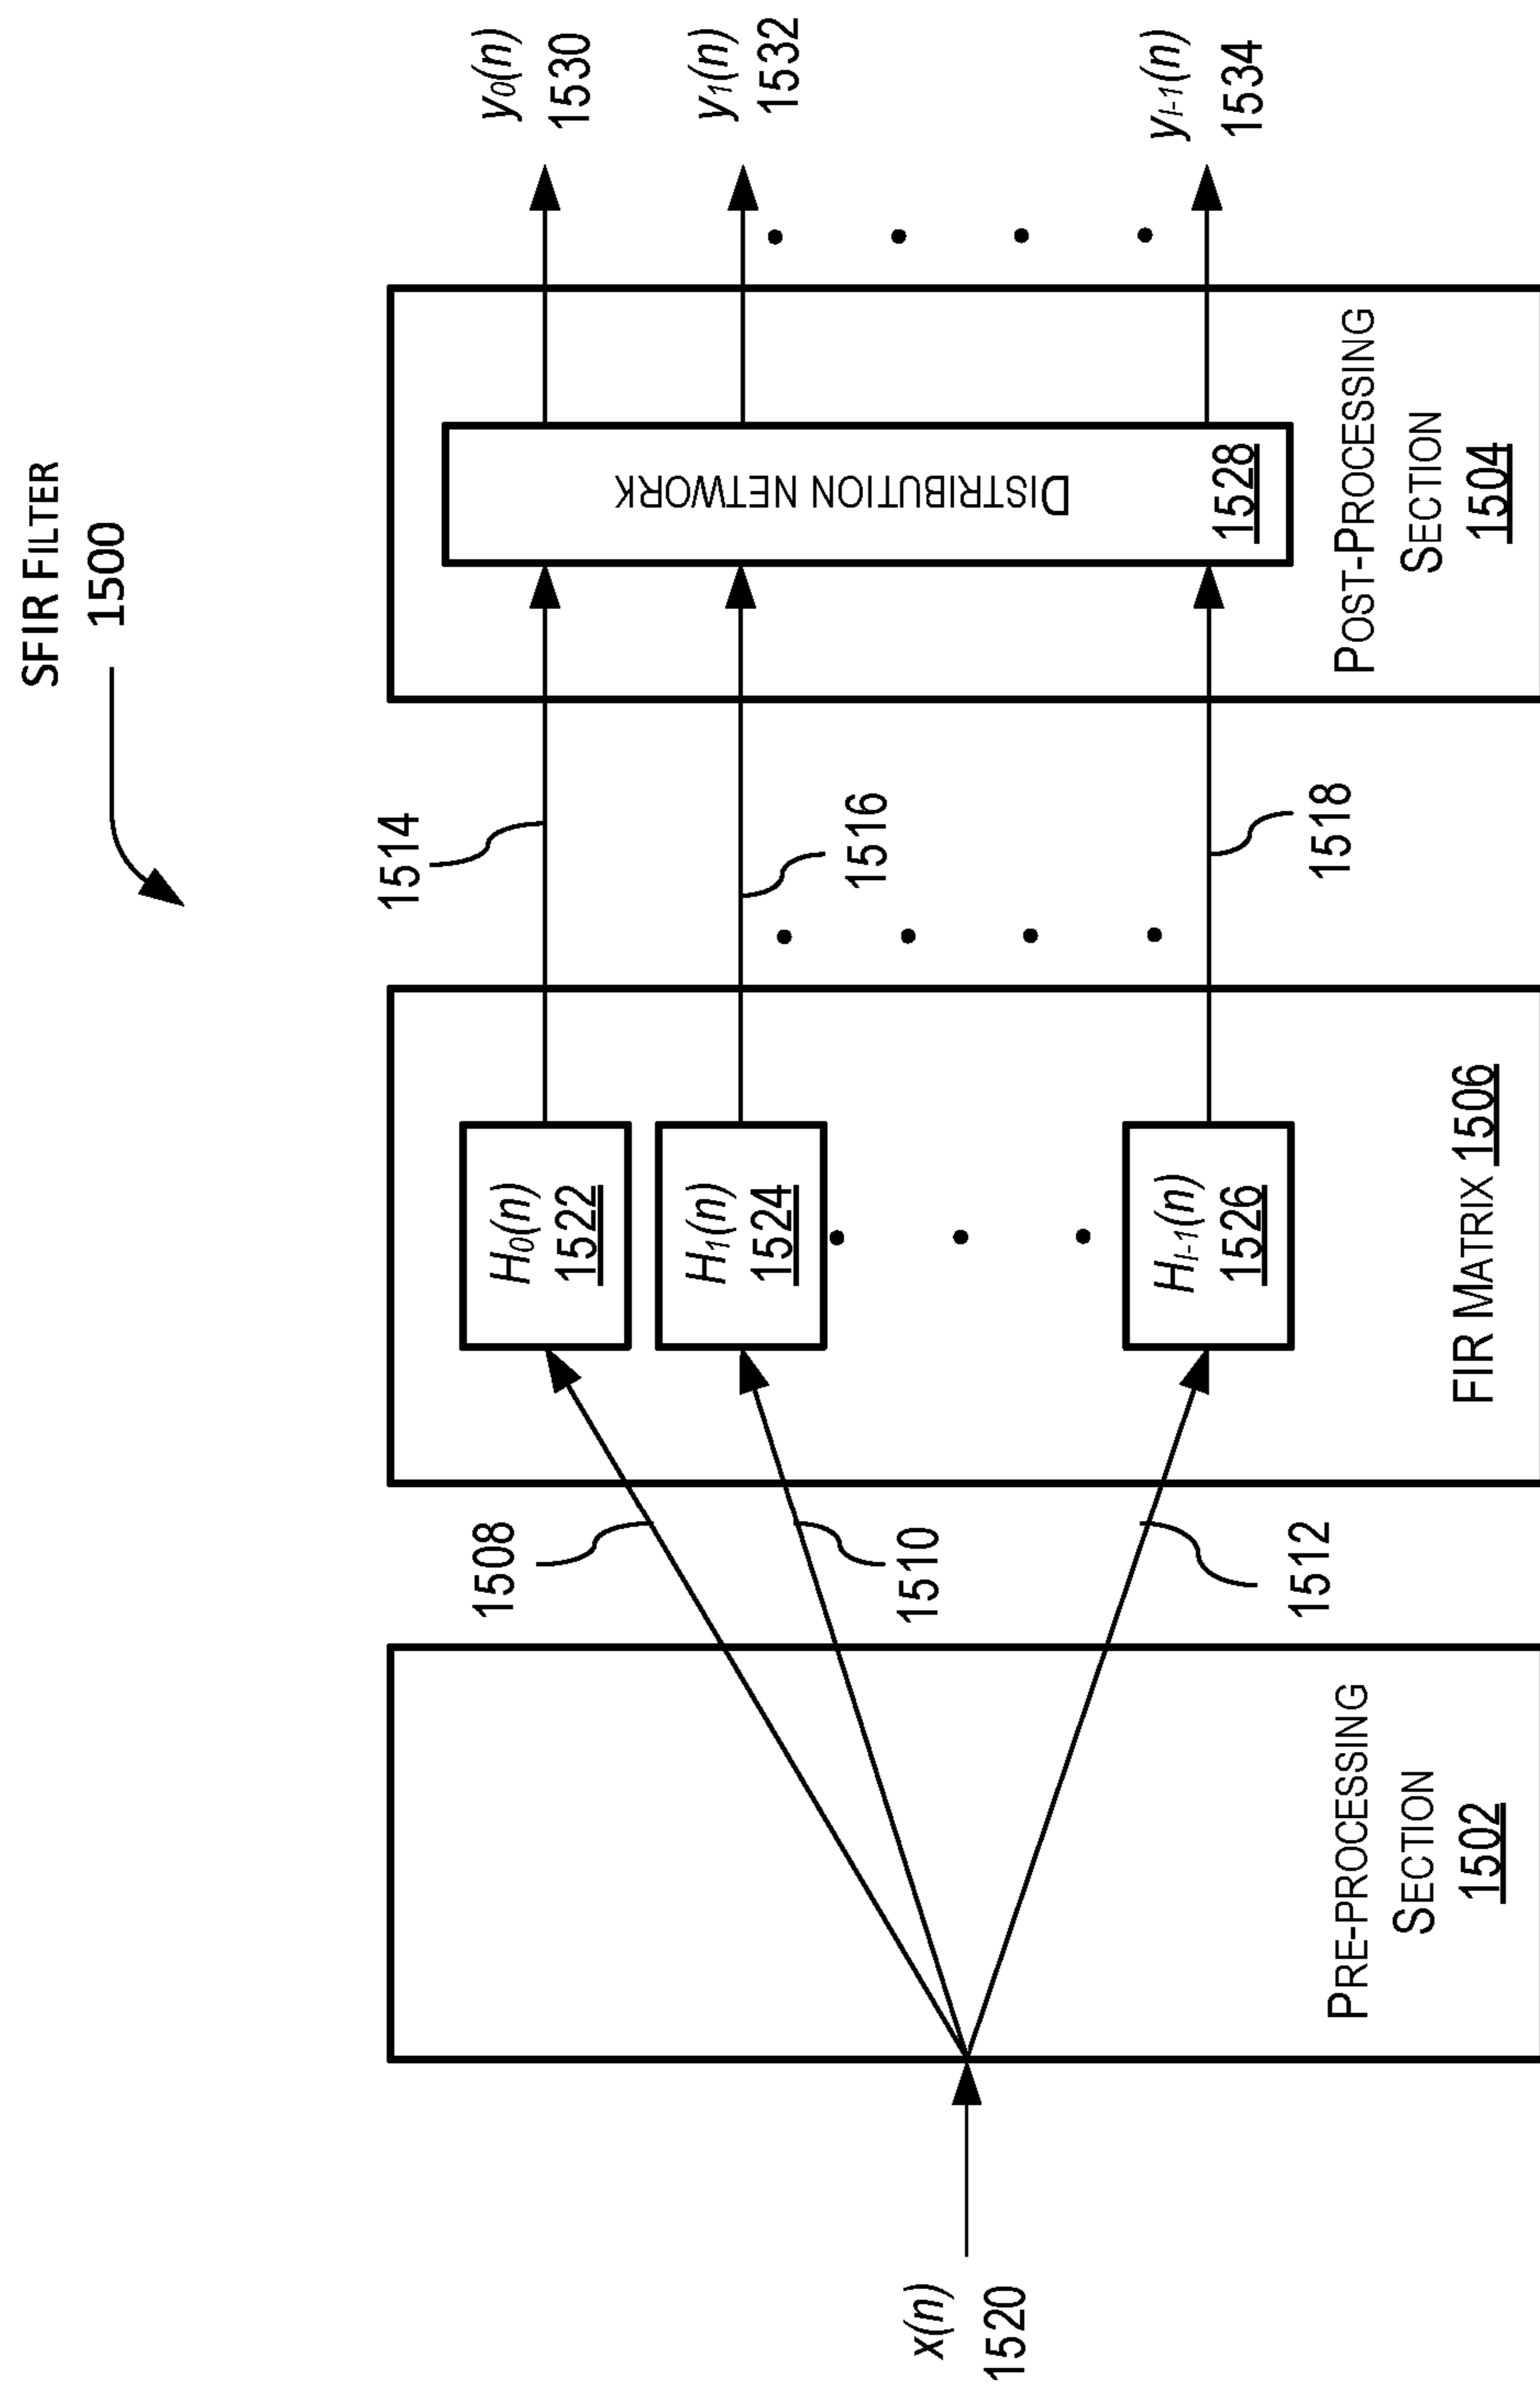 SFIR FILTER
1500
x(n)
1520
PRE-PROCESSING
SECTION
1502
1508
1510
1512
H0(n)
1522
H1(n)
1524
HI-1(n)
1526
FIR MATRIX 1506
1514
1516
1518
DISTRIBUTION NETWORK
1528
POST-PROCESSING
SECTION
1504
y0(n)
1530
y1(n)
1532
yI-1(n)
1534